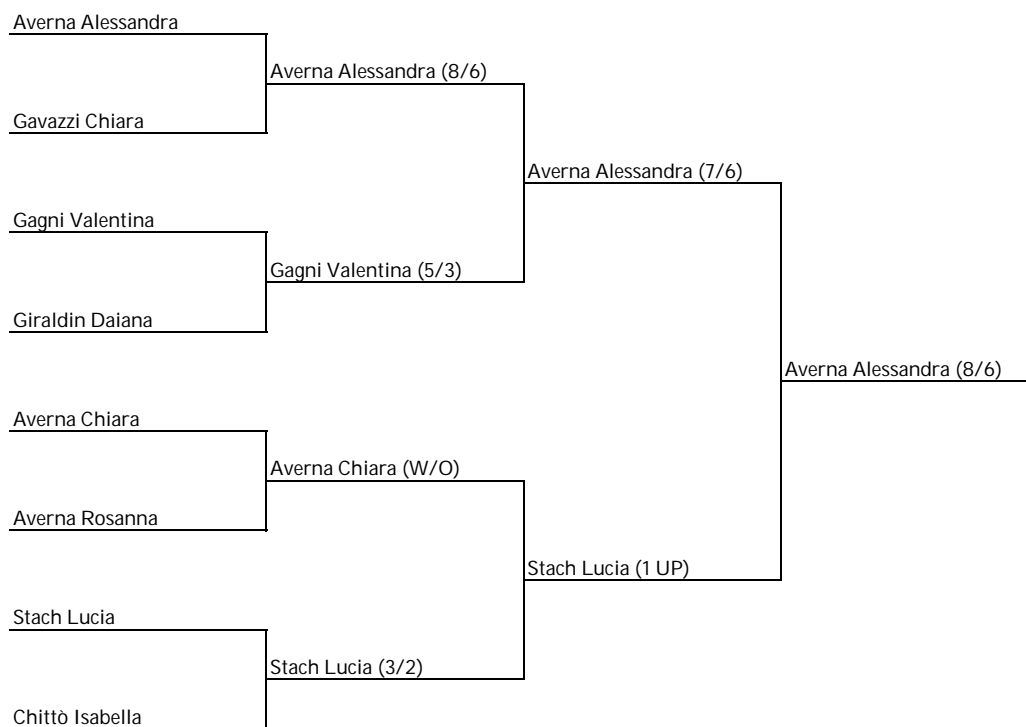 Averna Alessandra
Averna Alessandra (8/6)
Gavazzi Chiara
Averna Alessandra (7/6)
Gagni Valentina
Gagni Valentina (5/3)
Giraldin Daiana
Averna Alessandra (8/6)
Averna Chiara
Averna Chiara (W/O)
Averna Rosanna
Stach Lucia (1 UP)
Stach Lucia
Stach Lucia (3/2)
Chittò Isabella